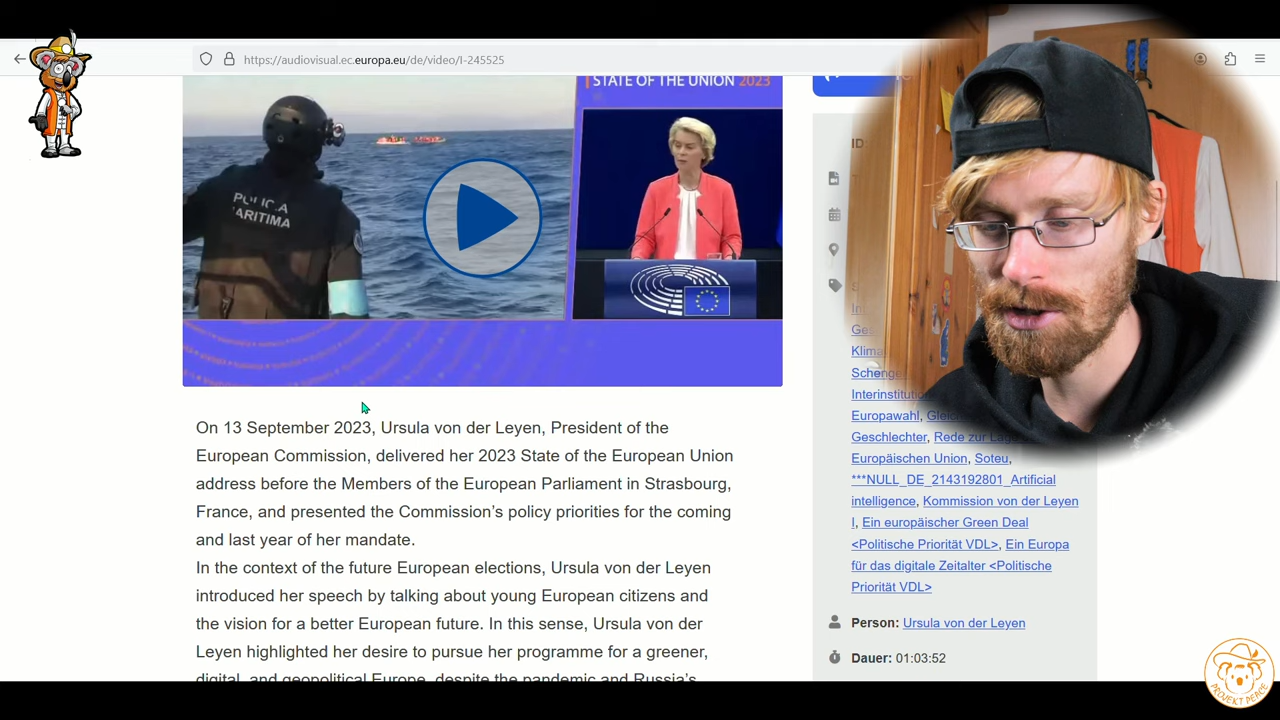 https://audiovisual.ec.europa.eu/de/video/I-245525
STATE OF THE UNION 2023
On 13 September 2023, Ursula von der Leyen, President of the
European Commission, delivered her 2023 State of the European Union
address before the Members of the European Parliament in Strasbourg,
France, and presented the Commission's policy priorities for the coming
and last year of her mandate.
In the context of the future European elections, Ursula von der Leyen
introduced her speech by talking about young European citizens and
the vision for a better European future. In this sense, Ursula von der
Leyen highlighted her desire to pursue her programme for a greener,
digital, and geopolitical Europe, despite the pandemic and Russia's
ID
Klima
Schenge
Interinstitution
Europawahl, Gleic
Geschlechter, Rede zur La
Europäischen Union, Soteu,
***NULL_DE_2143192801_Artificial
intelligence, Kommission von der Leyen
I, Ein europäischer Green Deal
<Politische Priorität VDL>, Ein Europa
für das digitale Zeitalter <Politische
Priorität VDL>
Person: Ursula von der Leyen
Dauer: 01:03:52
PROJEKT PEACE